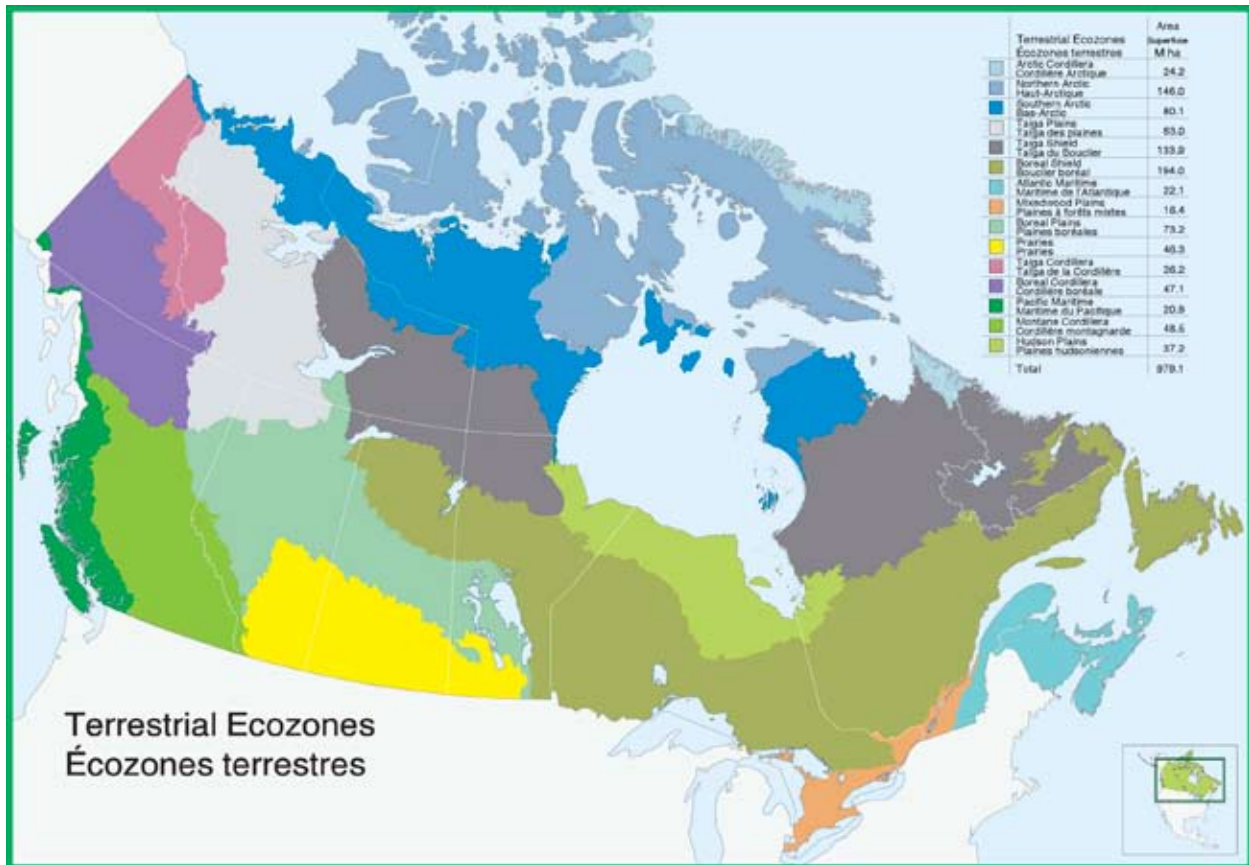 Area
Terrestrial Ecozones Superficie
Écozones terrestres M ha
Arctic Cordillera
Cordillère Arctique 24.2
Northern Arctic
Haut-Arctique 146.0
Southern Arctic
Bas-Arctic 80.1
Taiga Plains
Taïga des plaines 63.0
Taiga Shield
Taïga du Bouclier 133.9
Boreal Shield
Bouclier boréal 194.0
Atlantic Maritime
Maritime de l'Atlantique 22.1
Mixedwood Plains
Plaines à forêts mixtes 16.4
Boreal Plains
Plaines boréales 73.2
Prairies
Prairies 46.3
Taiga Cordillera
Taïga de la Cordillère 26.2
Boreal Cordillera
Cordillère boréale 47.1
Pacific Maritime
Maritime du Pacifique 20.9
Montane Cordillera
Cordillère montagnarde 48.5
Hudson Plains
Plaines hudsoniennes 37.2
Total 979.1
Terrestrial Ecozones
Écozones terrestres